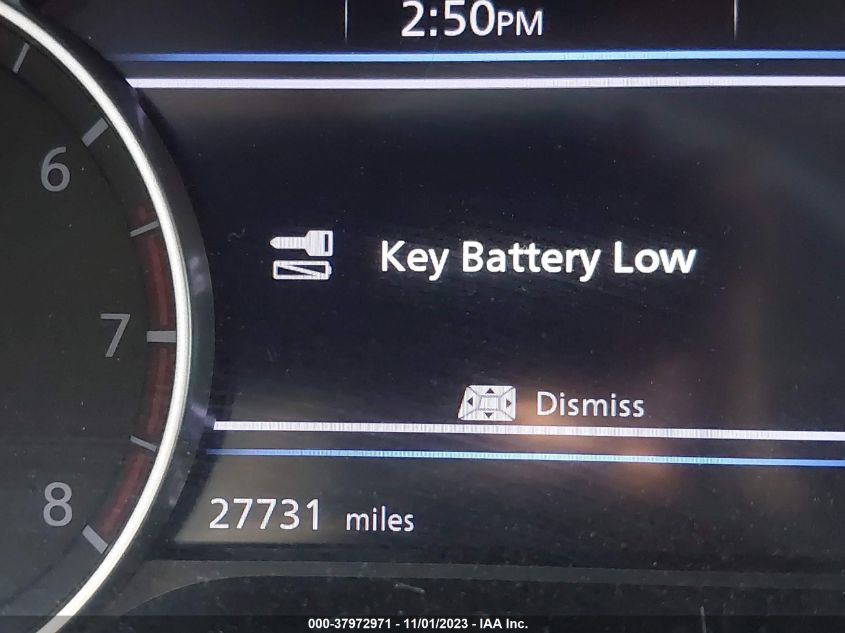 2:50PM
6
Key Battery Low
7
Dismiss
8
27731 miles
000-37972971 - 11/01/2023 - IAA Inc.